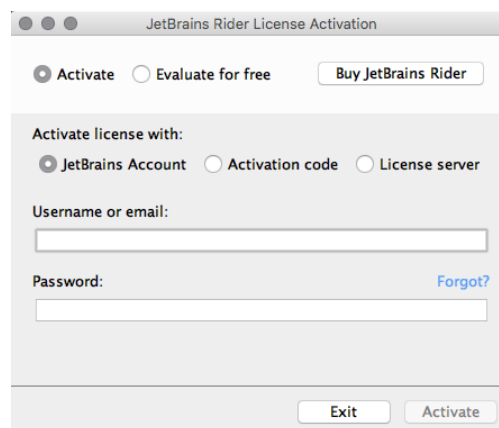 JetBrains Rider License Activation
Activate Evaluate for free Buy JetBrains Rider
Activate license with:
JetBrains Account Activation code License server
Username or email:
Password: Forgot?
Exit Activate